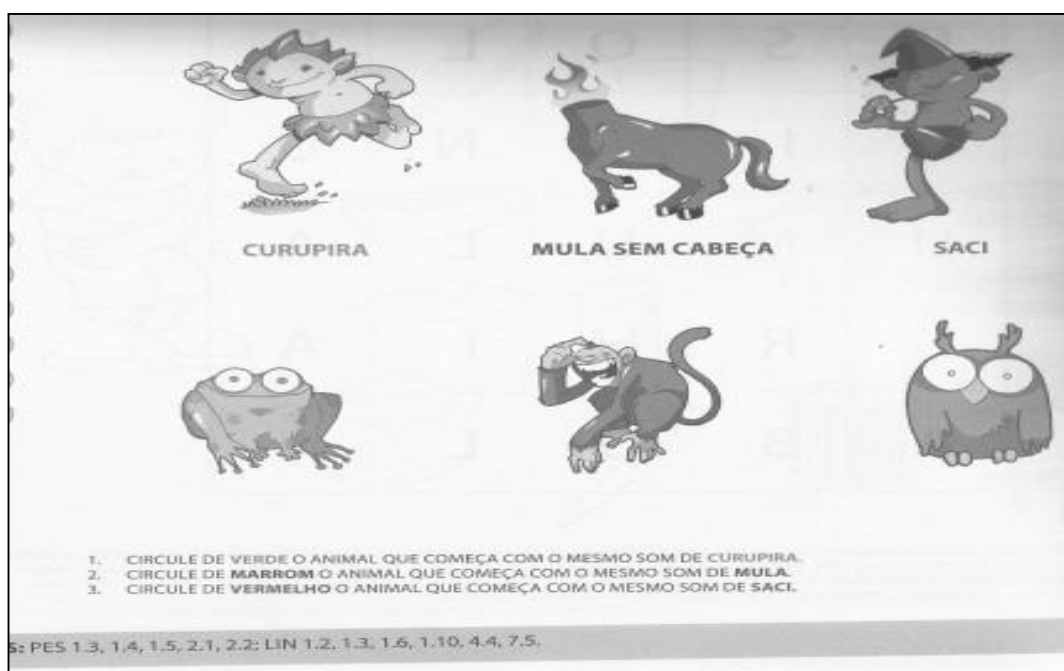 CURUPIRA
MULA SEM CABEÇA
SACI
1. CIRCULE DE VERDE O ANIMAL QUE COMEÇA COM O MESMO SOM DE CURUPIRA.
2. CIRCULE DE MARROM O ANIMAL QUE COMEÇA COM O MESMO SOM DE MULA.
3. CIRCULE DE VERMELHO O ANIMAL QUE COMEÇA COM O MESMO SOM DE SACI.
S: PES 1.3, 1.4, 1.5, 2.1, 2.2; LIN 1.2, 1.3, 1.6, 1.10, 4.4, 7.5.